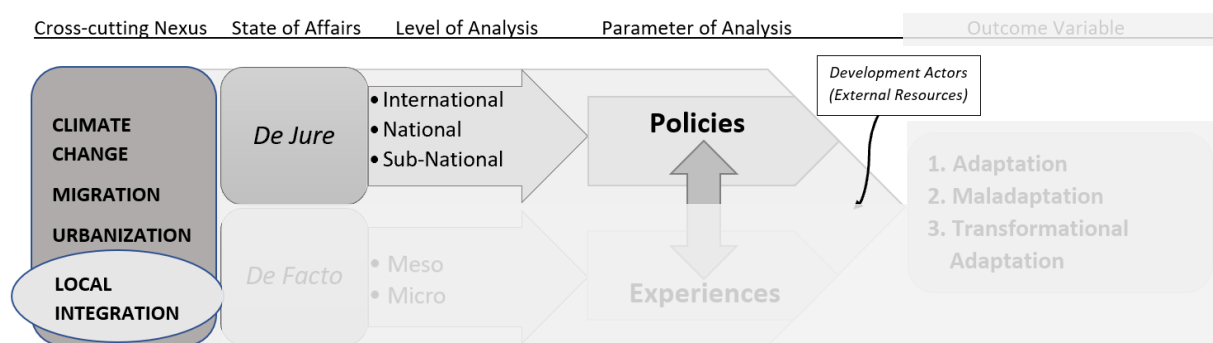 Cross-cutting Nexus State of Affairs Level of Analysis Parameter of Analysis Outcome Variable
Development Actors
(External Resources)
CLIMATE
CHANGE
MIGRATION
URBANIZATION
LOCAL
INTEGRATION
De Jure
• International
• National
• Sub-National
Policies
De Facto
• Meso
• Micro
Experiences
1. Adaptation
2. Maladaptation
3. Transformational
Adaptation